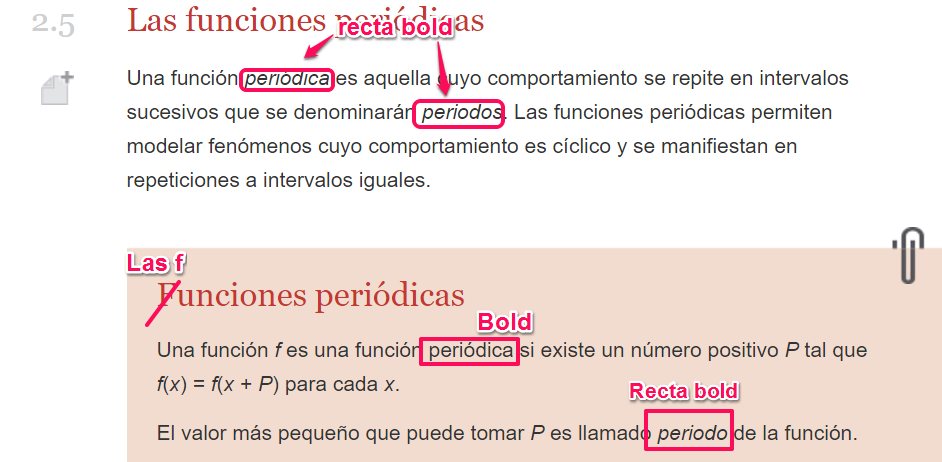 2.5 Las funciones periódicas
recta bold
Una función periódica es aquella cuyo comportamiento se repite en intervalos
sucesivos que se denominarán periodos. Las funciones periódicas permiten
modelar fenómenos cuyo comportamiento es cíclico y se manifiestan en
repeticiones a intervalos iguales.
Las f
Funciones periódicas
Bold
Una función f es una función periódica si existe un número positivo P tal que
f(x) = f(x + P) para cada x.
Recta bold
El valor más pequeño que puede tomar P es llamado periodo de la función.